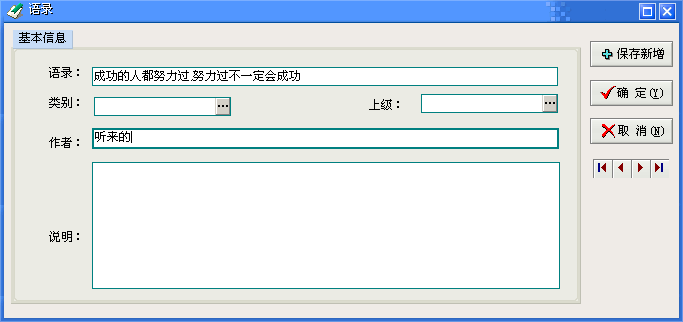 语录
基本信息
语录：
成功的人都努力过,努力过不一定会成功
类别：
上级：
作者：
听来的
说明：
保存新增
确 定(Y)
取 消(N)